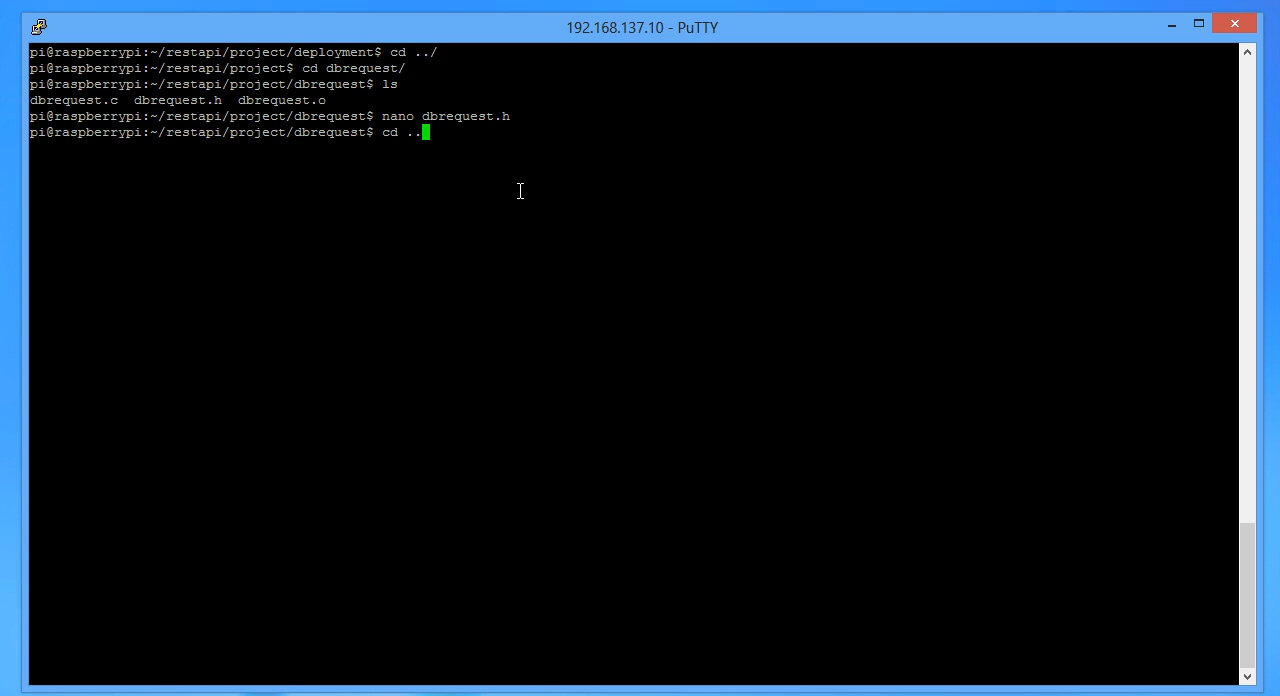 192.168.137.10 - PuTTY
pi@raspberrypi:~/restapi/project/deployment$ cd ../
pi@raspberrypi:~/restapi/project$ cd dbrequest/
pi@raspberrypi:~/restapi/project/dbrequest$ ls
dbrequest.c  dbrequest.h  dbrequest.o
pi@raspberrypi:~/restapi/project/dbrequest$ nano dbrequest.h
pi@raspberrypi:~/restapi/project/dbrequest$ cd ..